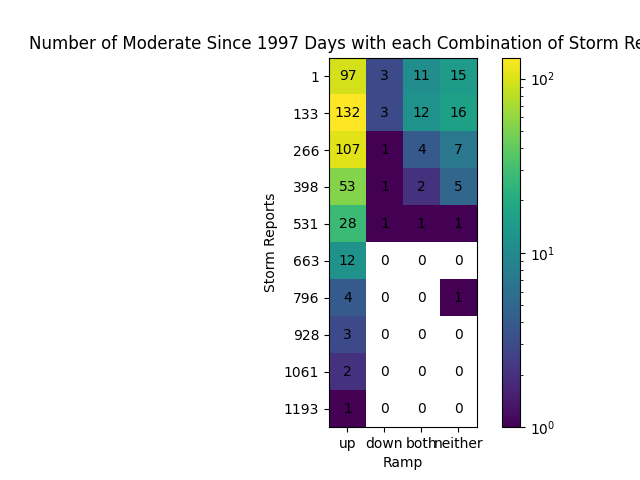 Number of Moderate Since 1997 Days with each Combination of Storm Re
1 97 3 11 15
133 132 3 12 16
266 107 1 4 7
398 53 1 2 5
531 28 1 1 1
663 12 0 0 0
796 4 0 0 1
928 3 0 0 0
1061 2 0 0 0
1193 1 0 0 0
up down both neither
Ramp
Storm Reports
10²
10¹
10⁰